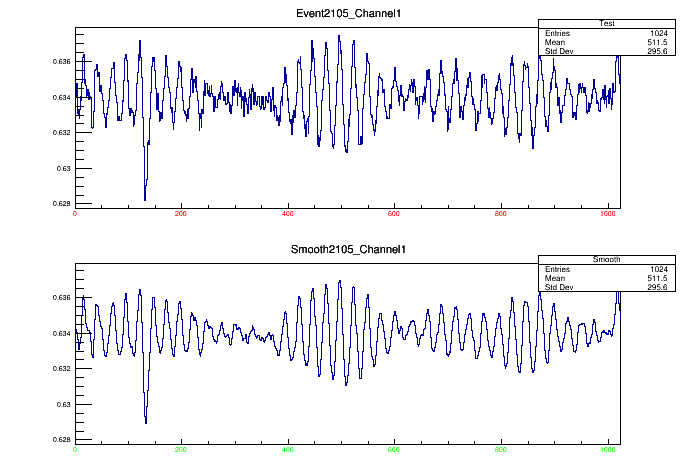 Event2105_Channel1
Test
Entries 1024
Mean 511.5
Std Dev 295.6
0.636
0.634
0.632
0.63
0.628
0 200 400 600 800 1000
Smooth2105_Channel1
Smooth
Entries 1024
Mean 511.5
Std Dev 295.6
0.636
0.634
0.632
0.63
0.628
0 200 400 600 800 1000